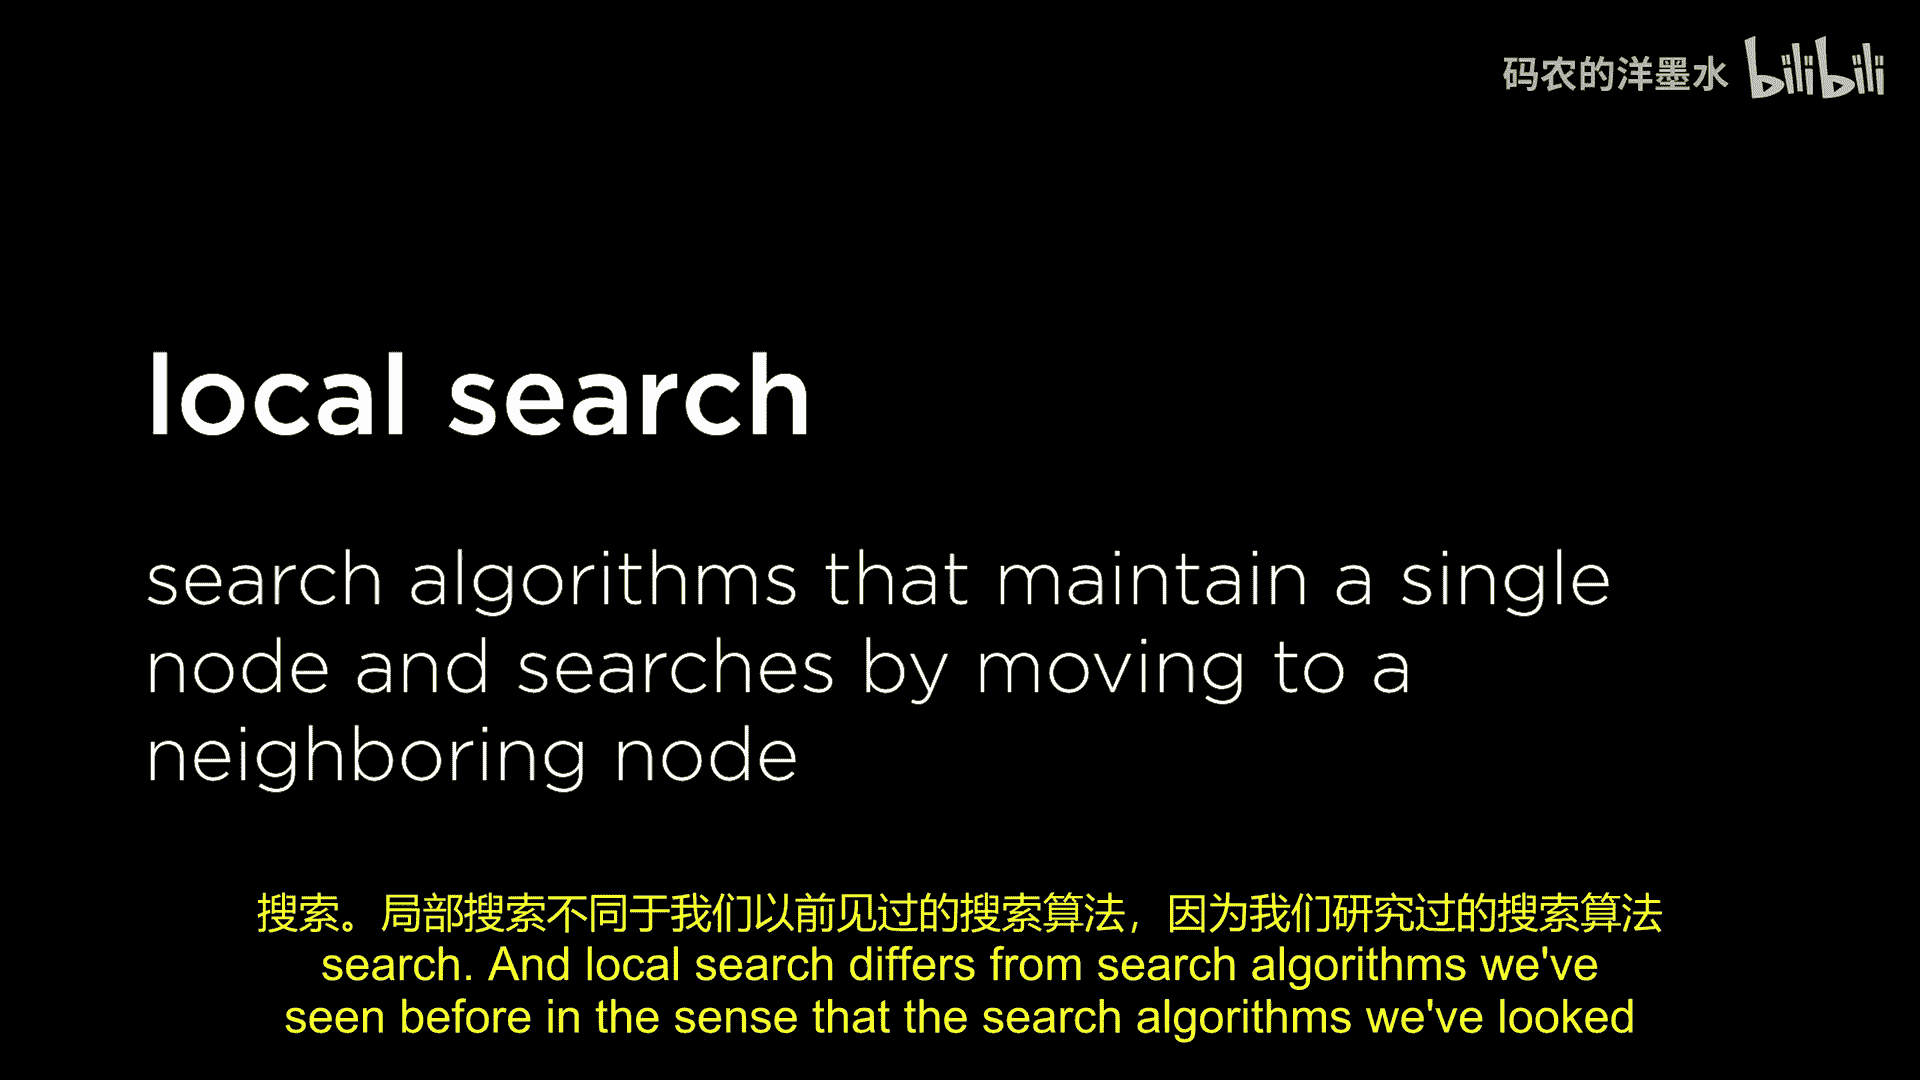 码农的洋墨水 bilibili
local search
search algorithms that maintain a single
node and searches by moving to a
neighboring node
搜索。局部搜索不同于我们以前见过的搜索算法，因为我们研究过的搜索算法
search. And local search differs from search algorithms we've
seen before in the sense that the search algorithms we've looked